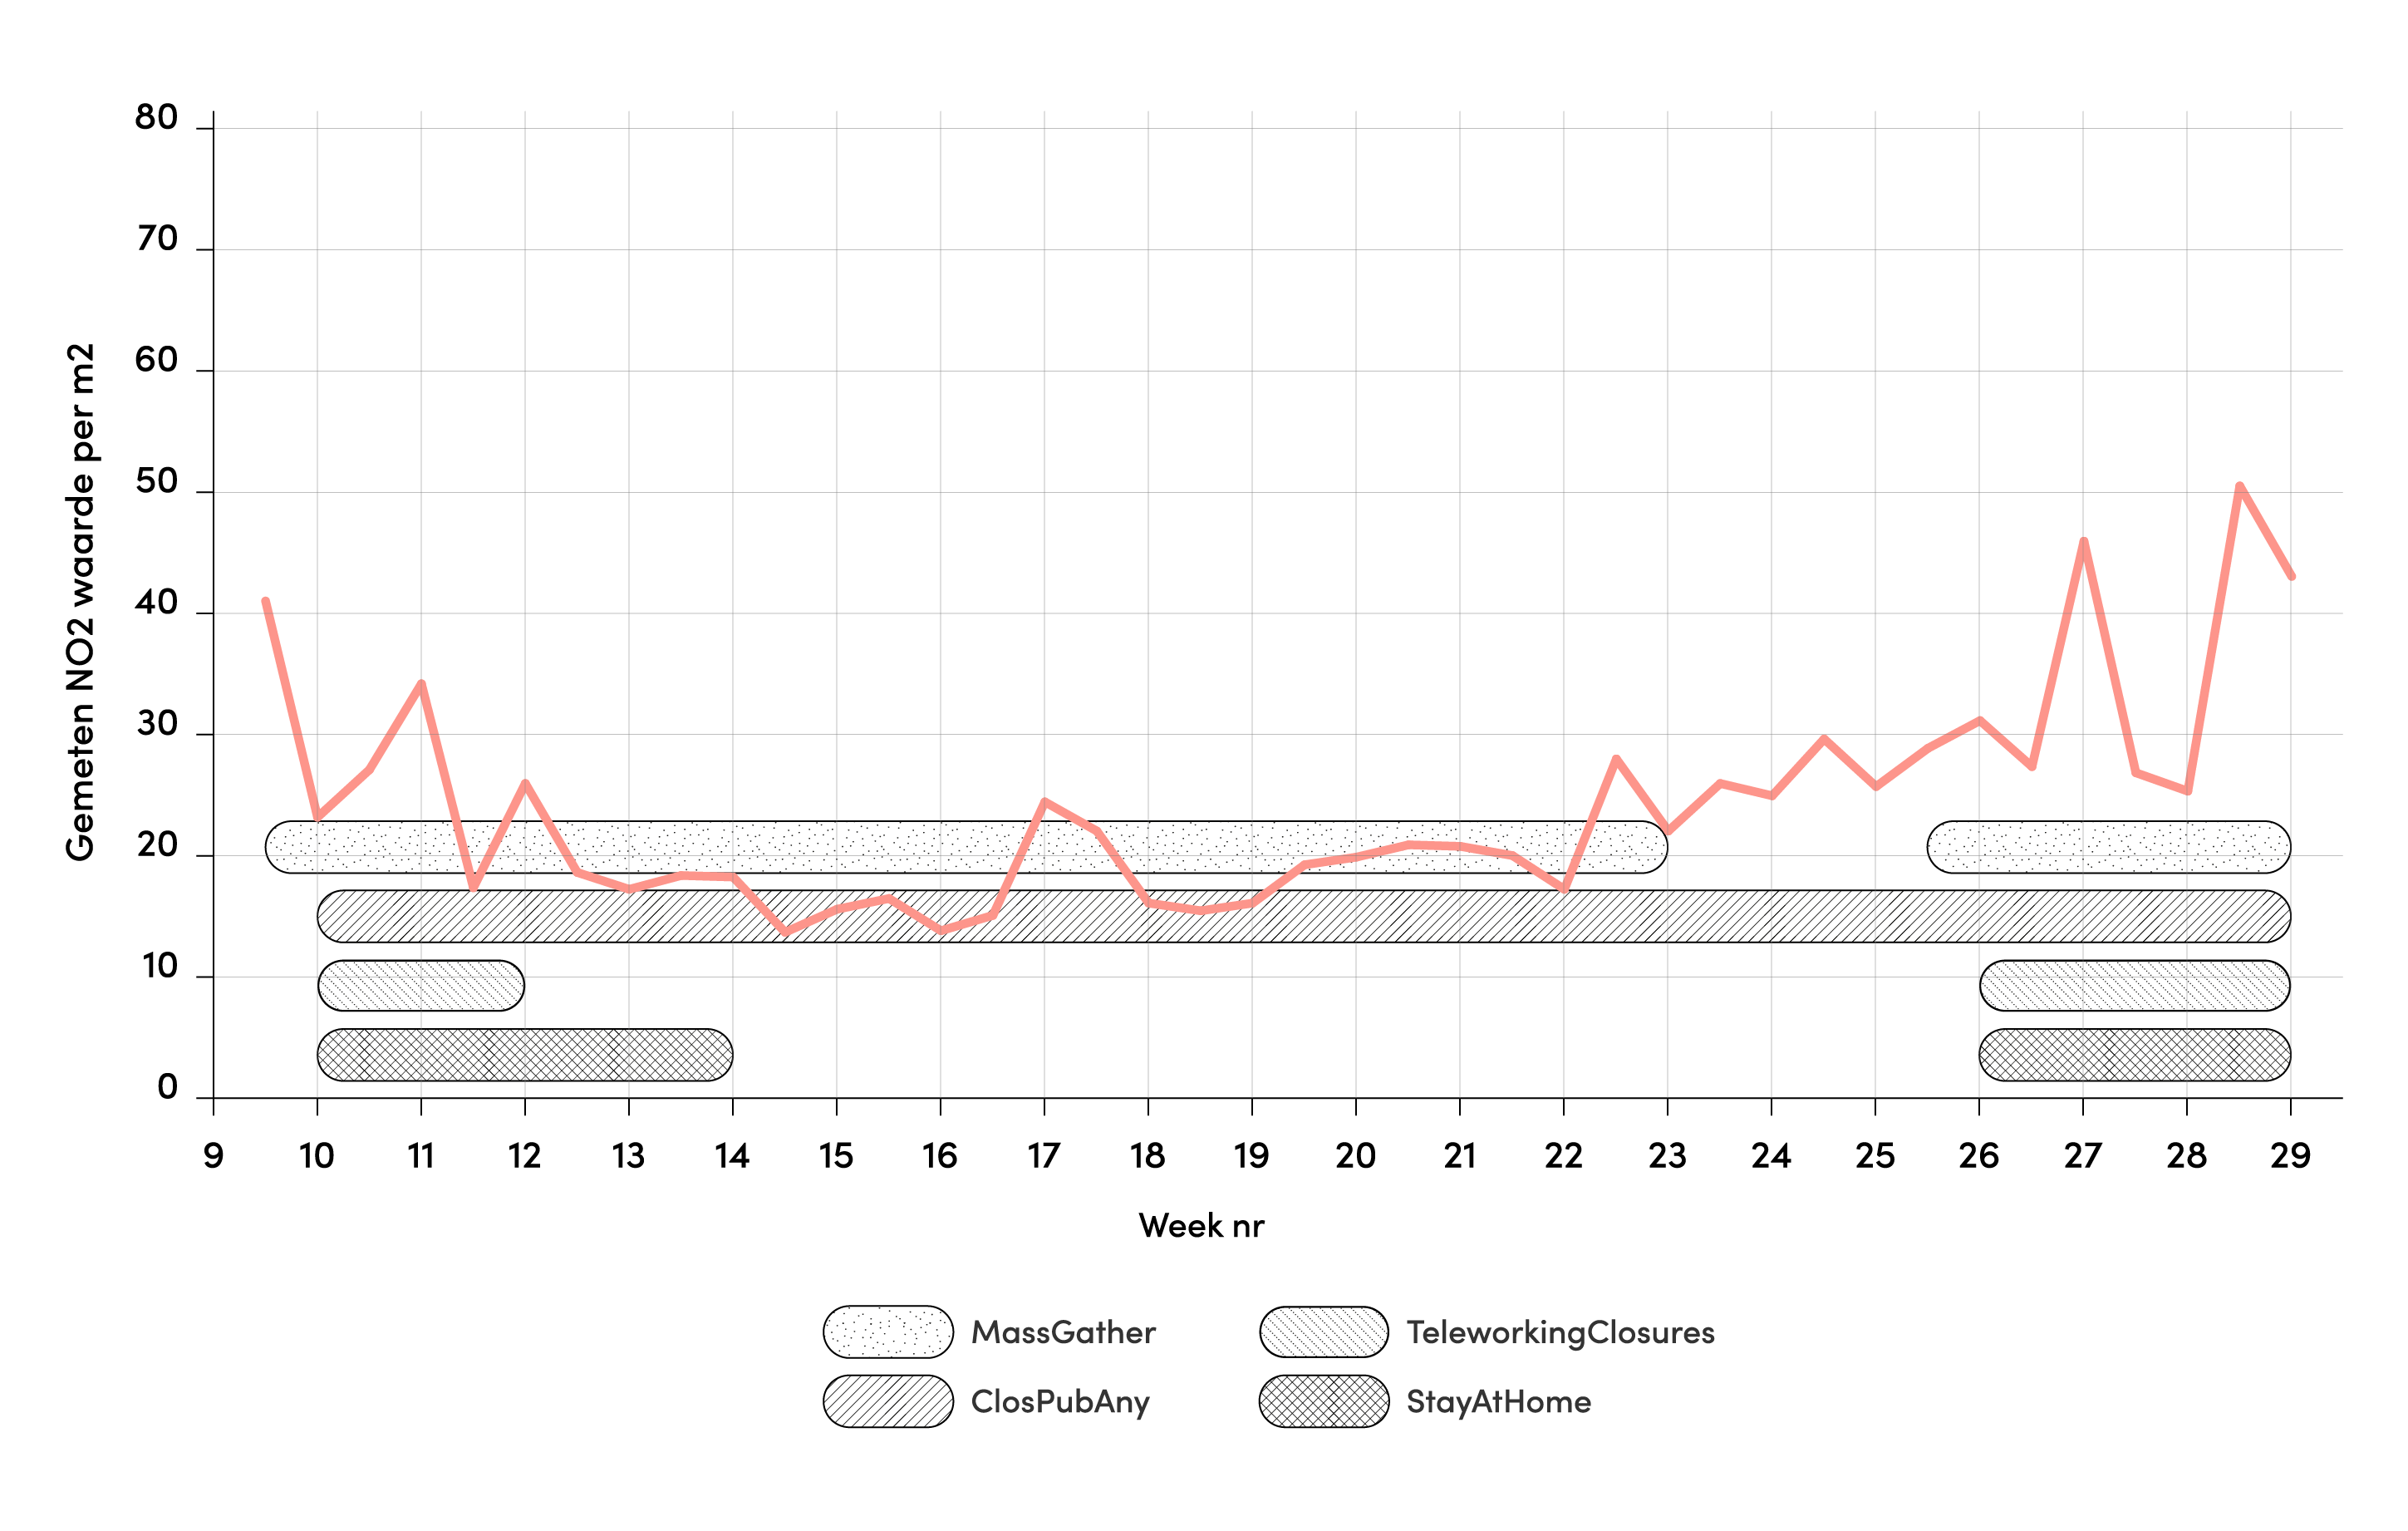 80
70
60
50
40
30
20
10
0
Gemeten NO2 waarde per m2
9 10 11 12 13 14 15 16 17 18 19 20 21 22 23 24 25 26 27 28 29
Week nr
MassGather TeleworkingClosures
ClosPubAny StayAtHome